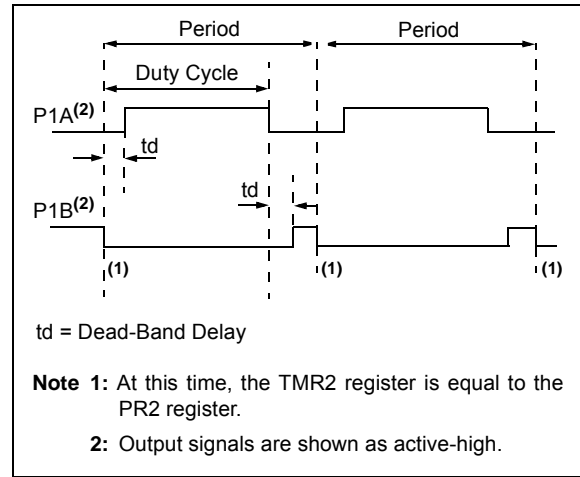 Period Period
Duty Cycle
P1A(2)
td
td
P1B(2)
(1) (1) (1)
td = Dead-Band Delay
Note 1: At this time, the TMR2 register is equal to the
PR2 register.
2: Output signals are shown as active-high.